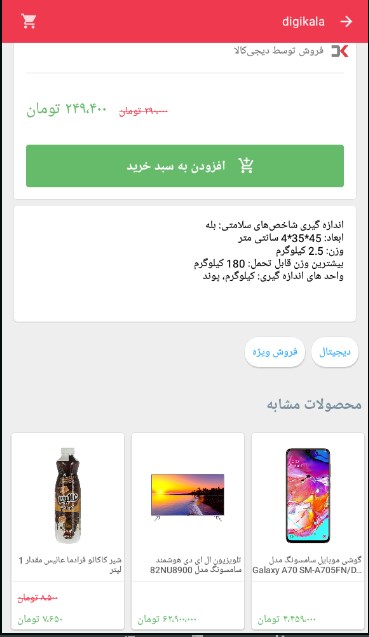 digikala
فروش توسط دیجی‌کالا
۲۹۰,۰۰۰ تومان
۲۴۹,۴۰۰ تومان
افزودن به سبد خرید
اندازه گیری شاخص‌های سلامتی: بله
ابعاد: 45*35*4 سانتی متر
وزن: 2.5 کیلوگرم
بیشترین وزن قابل تحمل: 180 کیلوگرم
واحد های اندازه گیری: کیلوگرم، پوند
دیجیتال
فروش ویژه
محصولات مشابه
گوشی موبایل سامسونگ مدل
Galaxy A70 SM-A705FN/D...
۴,۳۵۹,۰۰۰ تومان
تلویزیون ال ای دی هوشمند
سامسونگ مدل 82NU8900
۶۲,۹۰۰,۰۰۰ تومان
شیر کاکائو فرادما عالیس مقدار 1
لیتر
۸,۵۰۰ تومان
۷,۶۵۰ تومان